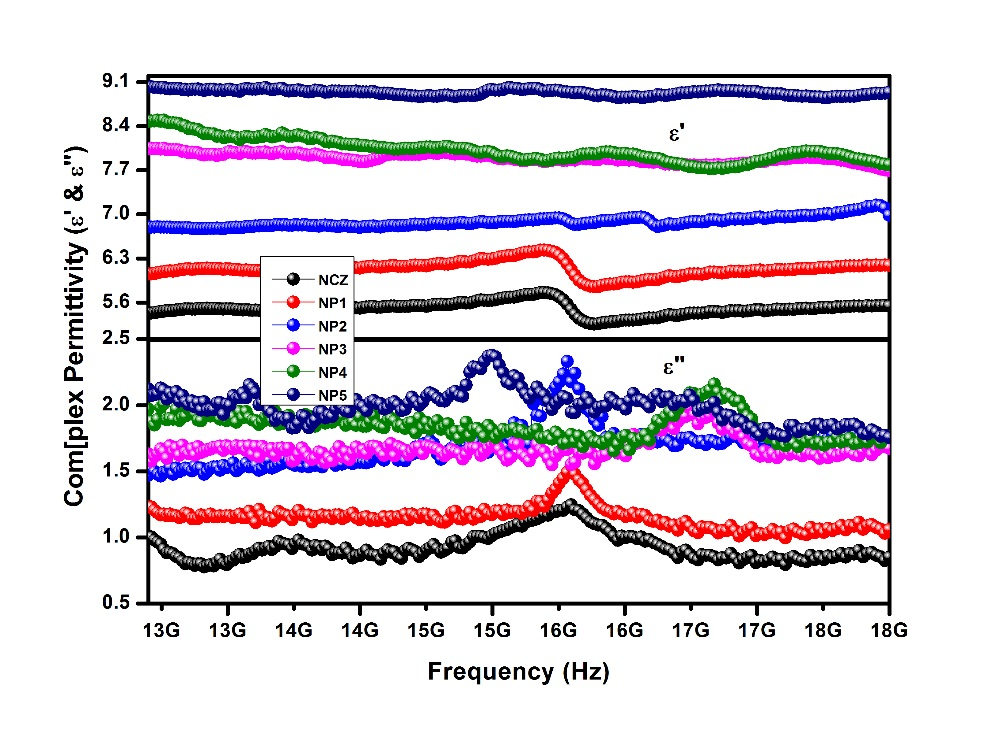 Com[plex Permittivity (ε' & ε")
9.1
8.4
7.7
7.0
6.3
5.6
2.5
2.0
1.5
1.0
0.5
ε'
ε"
NCZ
NP1
NP2
NP3
NP4
NP5
13G 13G 14G 14G 15G 15G 16G 16G 17G 17G 18G 18G
Frequency (Hz)